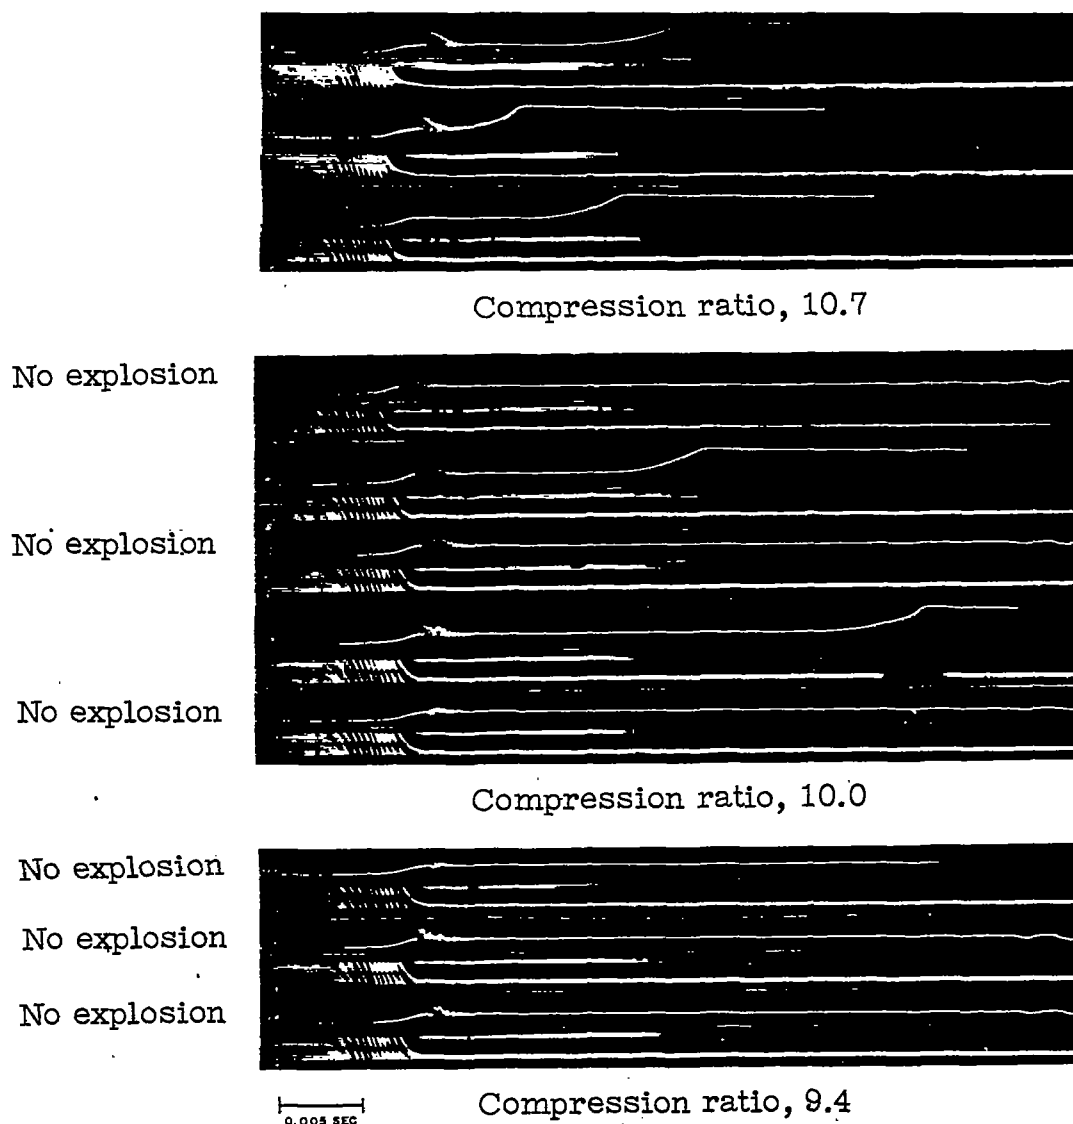 Compression ratio, 10.7
No explosion
No explosion
No explosion
Compression ratio, 10.0
No explosion
No explosion
No explosion
Compression ratio, 9.4
0.005 SEC